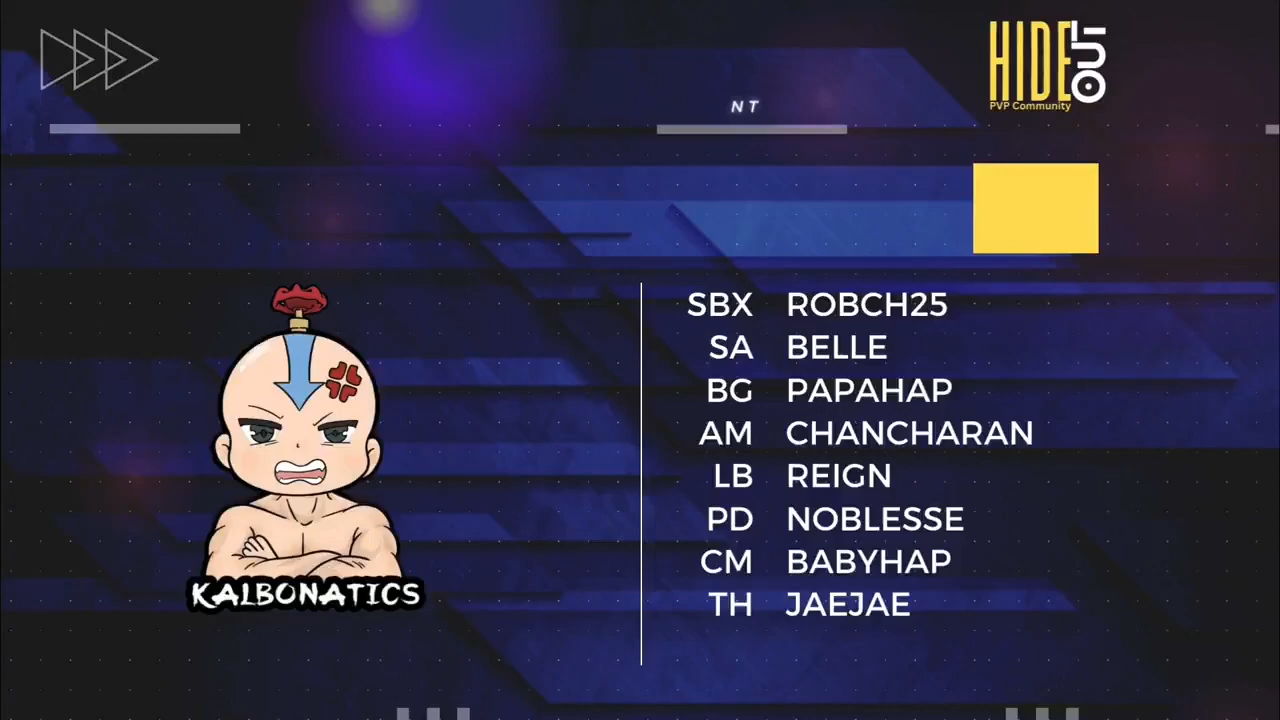 HIDE OUT
PVP Community
NT
SBX ROBCH25
SA BELLE
BG PAPAHAP
AM CHANCHARAN
LB REIGN
PD NOBLESSE
CM BABYHAP
TH JAEJAE
KALBONATICS